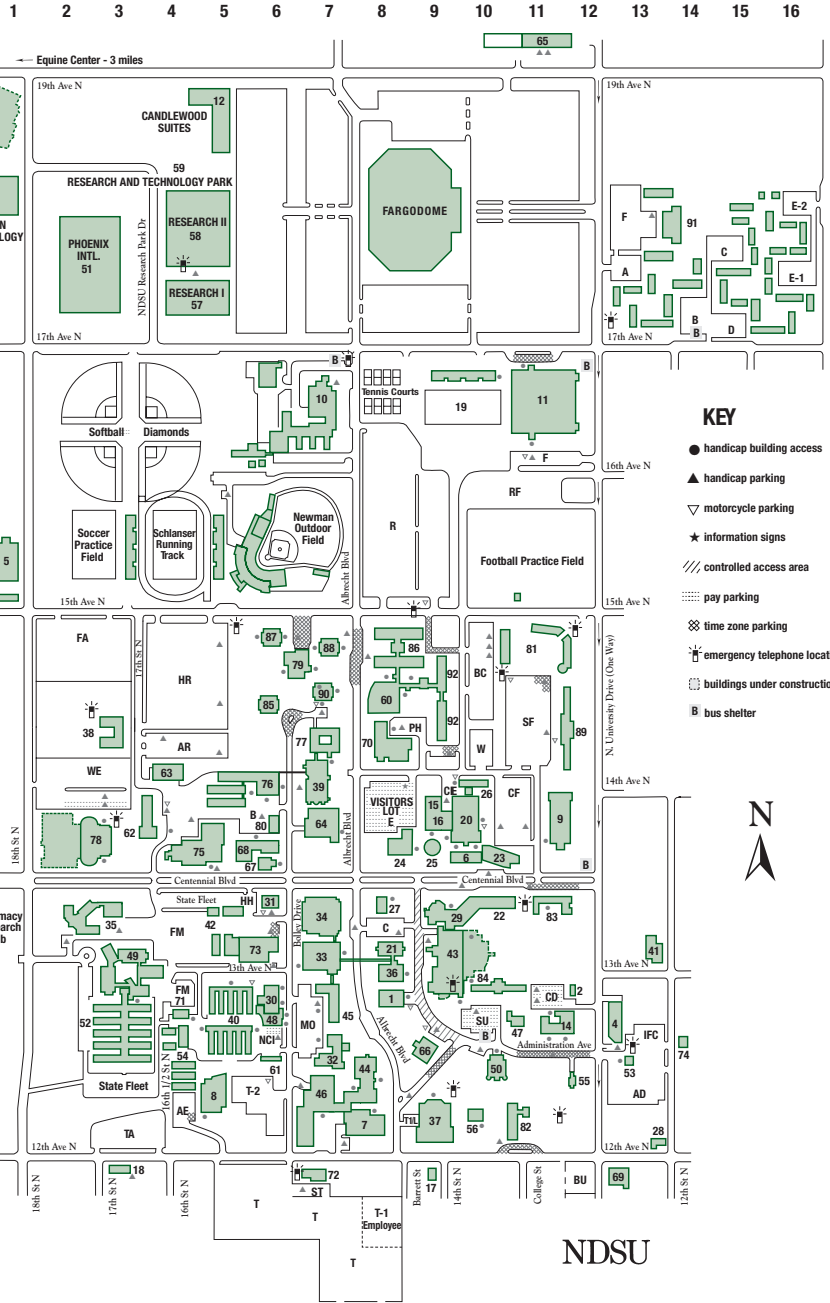 1 2 3 4 5 6 7 8 9 10 11 12 13 14 15 16
65
Equine Center - 3 miles
19th Ave N
19th Ave N
12
CANDLEWOOD
SUITES
59
RESEARCH AND TECHNOLOGY PARK
N
LOGY
PHOENIX
INTL.
51
NDSU Research Park Dr
RESEARCH II
58
RESEARCH I
57
FARGODOME
F
91
E-2
A
C
E-1
B
B
D
17th Ave N
17th Ave N
B
10
Tennis Courts
19
11
B
F
16th Ave N
RF
Softball
Diamonds
Soccer
Practice
Field
Schlanser
Running
Track
Newman
Outdoor
Field
Albrecht Blvd
R
Football Practice Field
5
15th Ave N
15th Ave N
KEY
handicap building access
handicap parking
motorcycle parking
information signs
controlled access area
pay parking
time zone parking
emergency telephone locati
buildings under constructio
B bus shelter
FA
17th St N
HR
87
88
79
90
85
86
92
60
92
BC
81
38
AR
77
70
PH
W
SF
89
N. University Drive (One Way)
WE
63
76
39
14th Ave N
VISITORS
LOT
E
CE
26
CF
15
16
20
9
62
B
80
64
Albrecht Blvd
78
75
68
67
24
25
6
23
B
18th St N
Centennial Blvd
Centennial Blvd
N
State Fleet
HH
31
Bolley Drive
34
27
29
22
83
macy
arch
b
35
42
FM
73
C
21
43
41
49
13th Ave N
33
36
13th Ave N
84
FM
71
30
48
1
CD
2
52
40
NCI
MO
45
SU
B
47
14
4
IFC
74
54
16th 1/2 St N
61
32
Albrecht Blvd
66
Administration Ave
53
State Fleet
8
T-2
44
50
55
AD
AE
46
TA
7
T1/L
37
56
82
28
12th Ave N
12th Ave N
18
72
ST
17
BU
69
18th St N
17th St N
16th St N
Barrett St
14th St N
College St
12th St N
T
T
T-1
Employee
T
NDSU